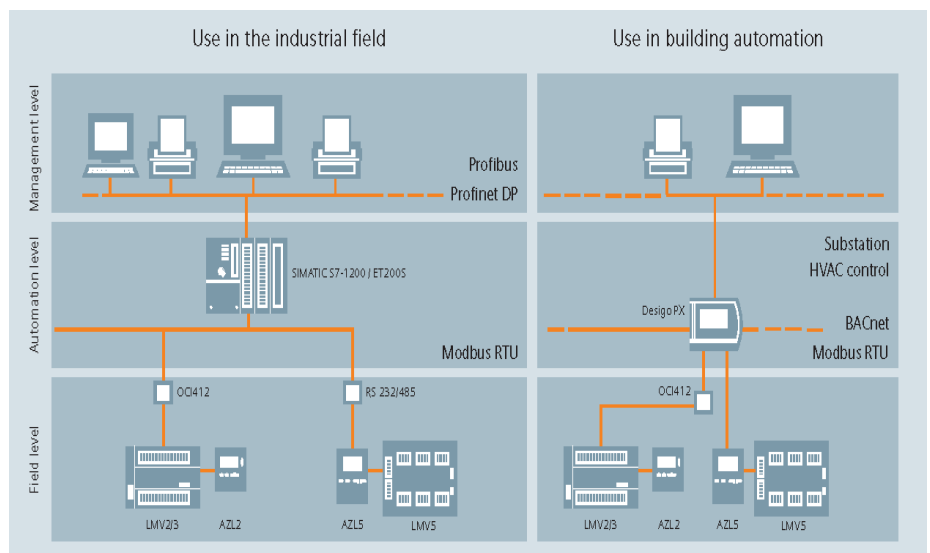 Use in the industrial field
Use in building automation
Management level
Profibus
Profinet DP
Automation level
SIMATIC S7-1200 / ET200S
Modbus RTU
Substation
HVAC control
Desigo PX
BACnet
Modbus RTU
Field level
OCI412
RS 232/485
LMV2/3
AZL2
AZL5
LMV5
OCI412
LMV2/3
AZL2
AZL5
LMV5